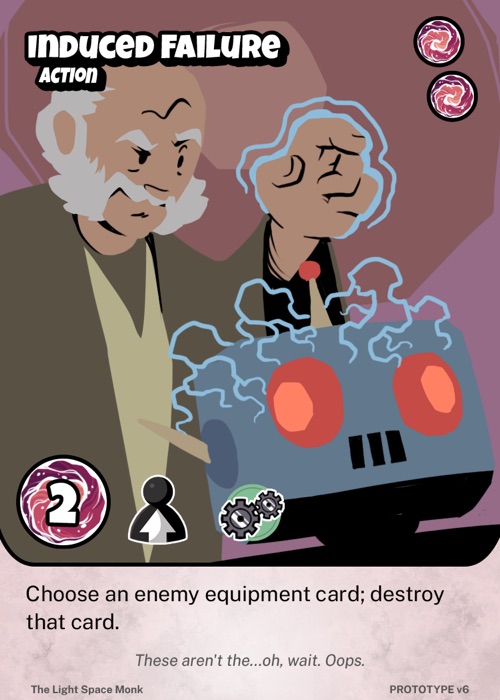 INDUCED FAILURE
ACTION
2
Choose an enemy equipment card; destroy
that card.
These aren't the...oh, wait. Oops.
The Light Space Monk
PROTOTYPE v6